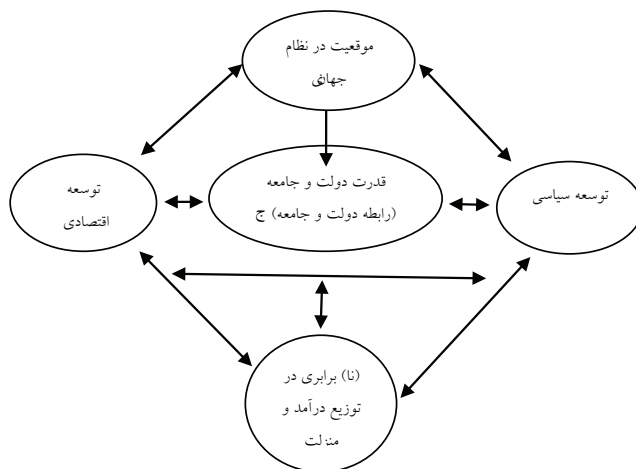 موقعیت در نظام
جهانی
قدرت دولت و جامعه
(رابطه دولت و جامعه) ج
توسعه سیاسی
توسعه
اقتصادی
(نا) برابری در
توزیع درآمد و
منزلت